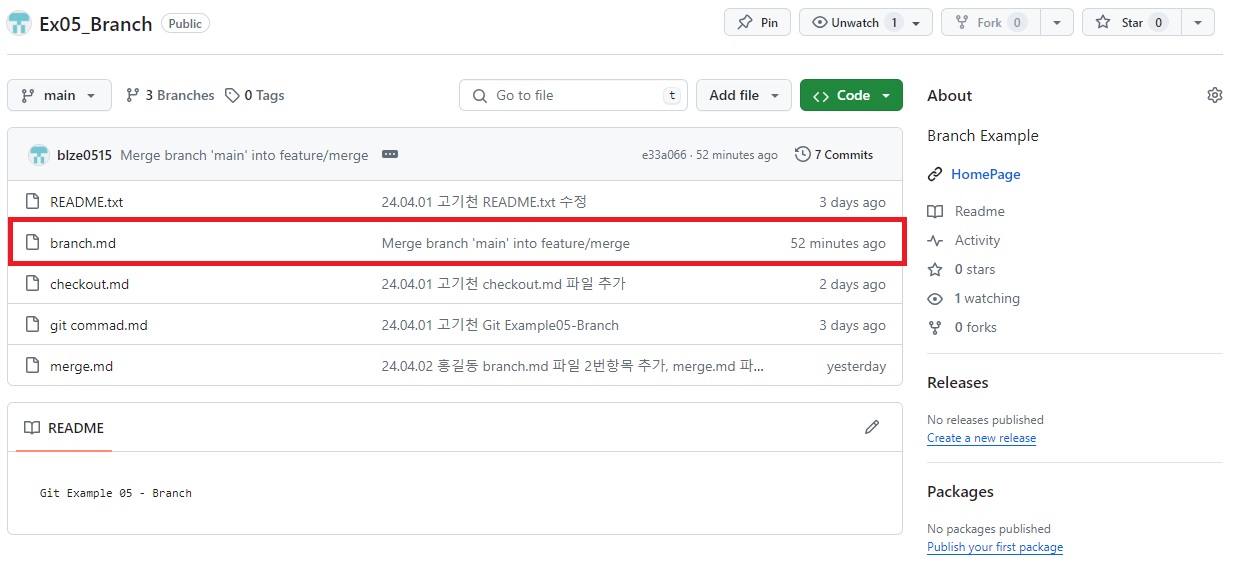 Ex05_Branch Public Pin Unwatch 1 Fork 0 Star 0
main 3 Branches 0 Tags Go to file t Add file Code
blze0515 Merge branch 'main' into feature/merge e33a066 · 52 minutes ago 7 Commits
README.txt 24.04.01 고기천 README.txt 수정 3 days ago
branch.md Merge branch 'main' into feature/merge 52 minutes ago
checkout.md 24.04.01 고기천 checkout.md 파일 추가 2 days ago
git commad.md 24.04.01 고기천 Git Example05-Branch 3 days ago
merge.md 24.04.02 홍길동 branch.md 파일 2번항목 추가, merge.md 파... yesterday
README
Git Example 05 - Branch
About
Branch Example
HomePage
Readme
Activity
0 stars
1 watching
0 forks
Releases
No releases published
Create a new release
Packages
No packages published
Publish your first package